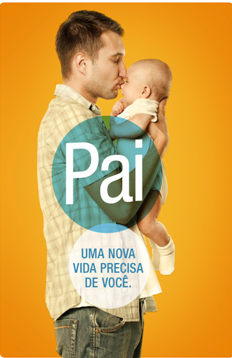 Pai
UMA NOVA
VIDA PRECISA
DE VOCÊ.